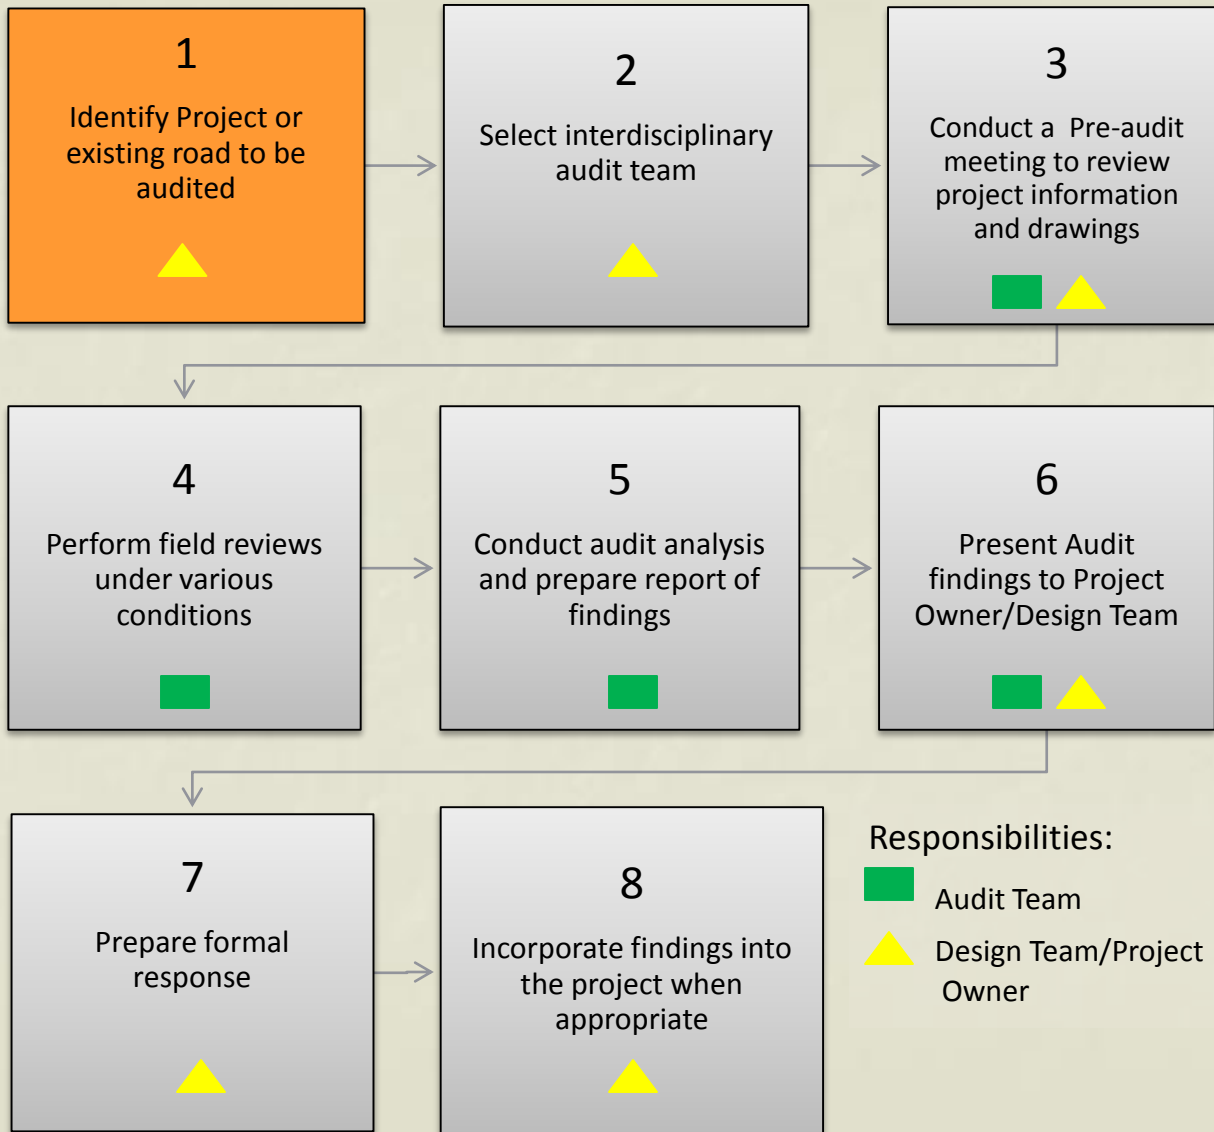 1
Identify Project or
existing road to be
audited
2
Select interdisciplinary
audit team
3
Conduct a Pre-audit
meeting to review
project information
and drawings
4
Perform field reviews
under various
conditions
5
Conduct audit analysis
and prepare report of
findings
6
Present Audit
findings to Project
Owner/Design Team
7
Prepare formal
response
8
Incorporate findings into
the project when
appropriate
Responsibilities:
Audit Team
Design Team/Project
Owner